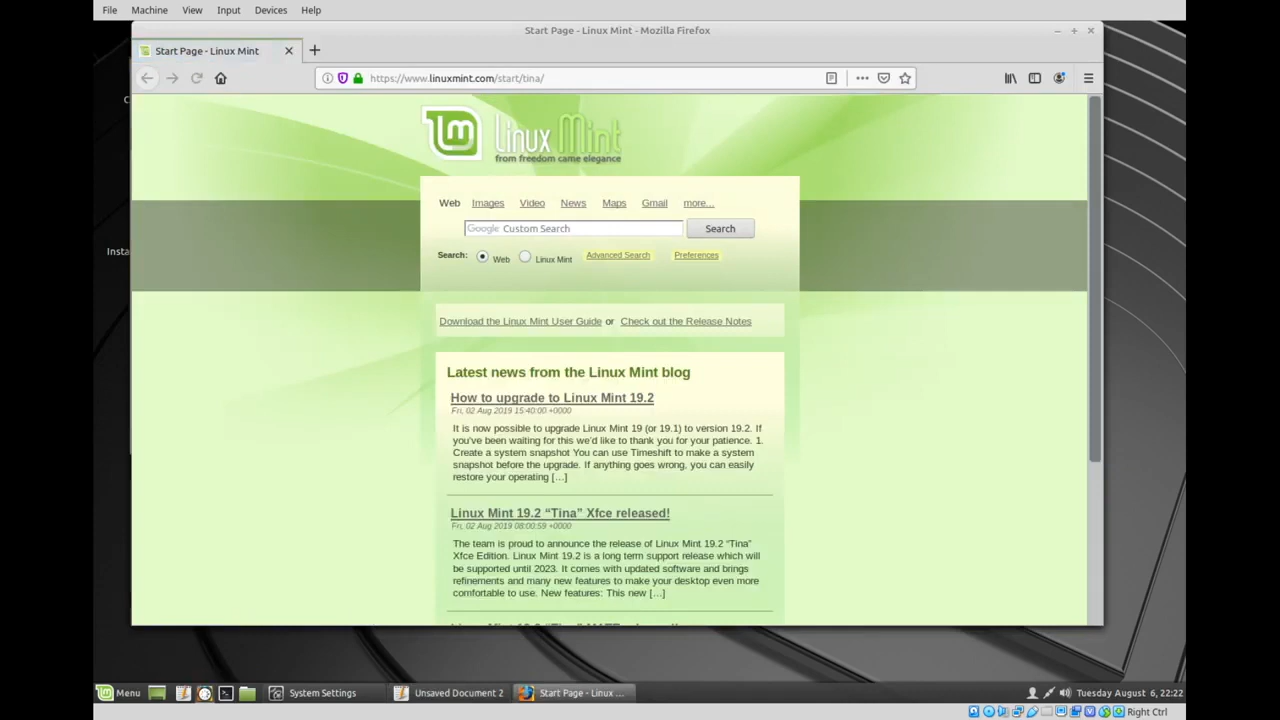 File Machine View Input Devices Help
Start Page - Linux Mint - Mozilla Firefox
Start Page - Linux Mint
https://www.linuxmint.com/start/tina/
Linux Mint
from freedom came elegance
Web Images Video News Maps Gmail more...
Google Custom Search Search
Search: Web Linux Mint Advanced Search Preferences
Insta
Download the Linux Mint User Guide or Check out the Release Notes
Latest news from the Linux Mint blog
How to upgrade to Linux Mint 19.2
Fri, 02 Aug 2019 15:40:00 +0000
It is now possible to upgrade Linux Mint 19 (or 19.1) to version 19.2. If
you’ve been waiting for this we’d like to thank you for your patience. 1.
Create a system snapshot You can use Timeshift to make a system
snapshot before the upgrade. If anything goes wrong, you can easily
restore your operating […]
Linux Mint 19.2 “Tina” Xfce released!
Fri, 02 Aug 2019 08:00:59 +0000
The team is proud to announce the release of Linux Mint 19.2 “Tina”
Xfce Edition. Linux Mint 19.2 is a long term support release which will
be supported until 2023. It comes with updated software and brings
refinements and many new features to make your desktop even more
comfortable to use. New features: This new […]
Menu System Settings Unsaved Document 2 Start Page - Linux ... Tuesday August 6, 22:22
Right Ctrl